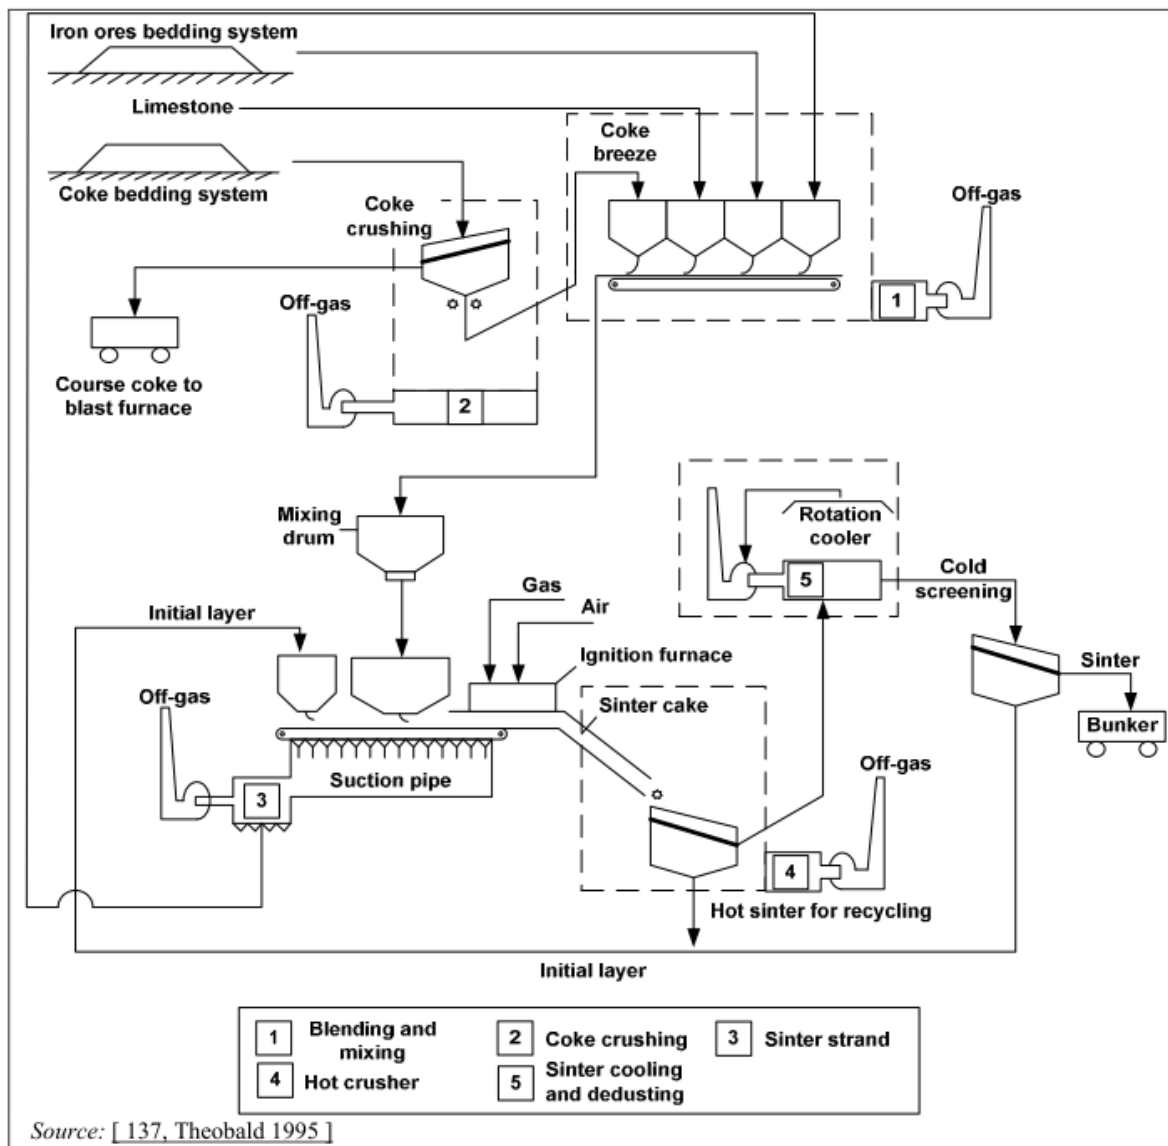 Iron ores bedding system
Limestone
Coke
breeze
Coke bedding system
Off-gas
Coke
crushing
1
Off-gas
Course coke to
blast furnace
2
Mixing
drum
Rotation
cooler
5
Cold
screening
Gas
Air
Initial layer
Ignition furnace
Sinter
Off-gas
Sinter cake
Bunker
Off-gas
Suction pipe
3
4
Hot sinter for recycling
Initial layer
1 Blending and
mixing
2 Coke crushing
3 Sinter strand
4 Hot crusher
5 Sinter cooling
and dedusting
Source: [ 137, Theobald 1995 ]